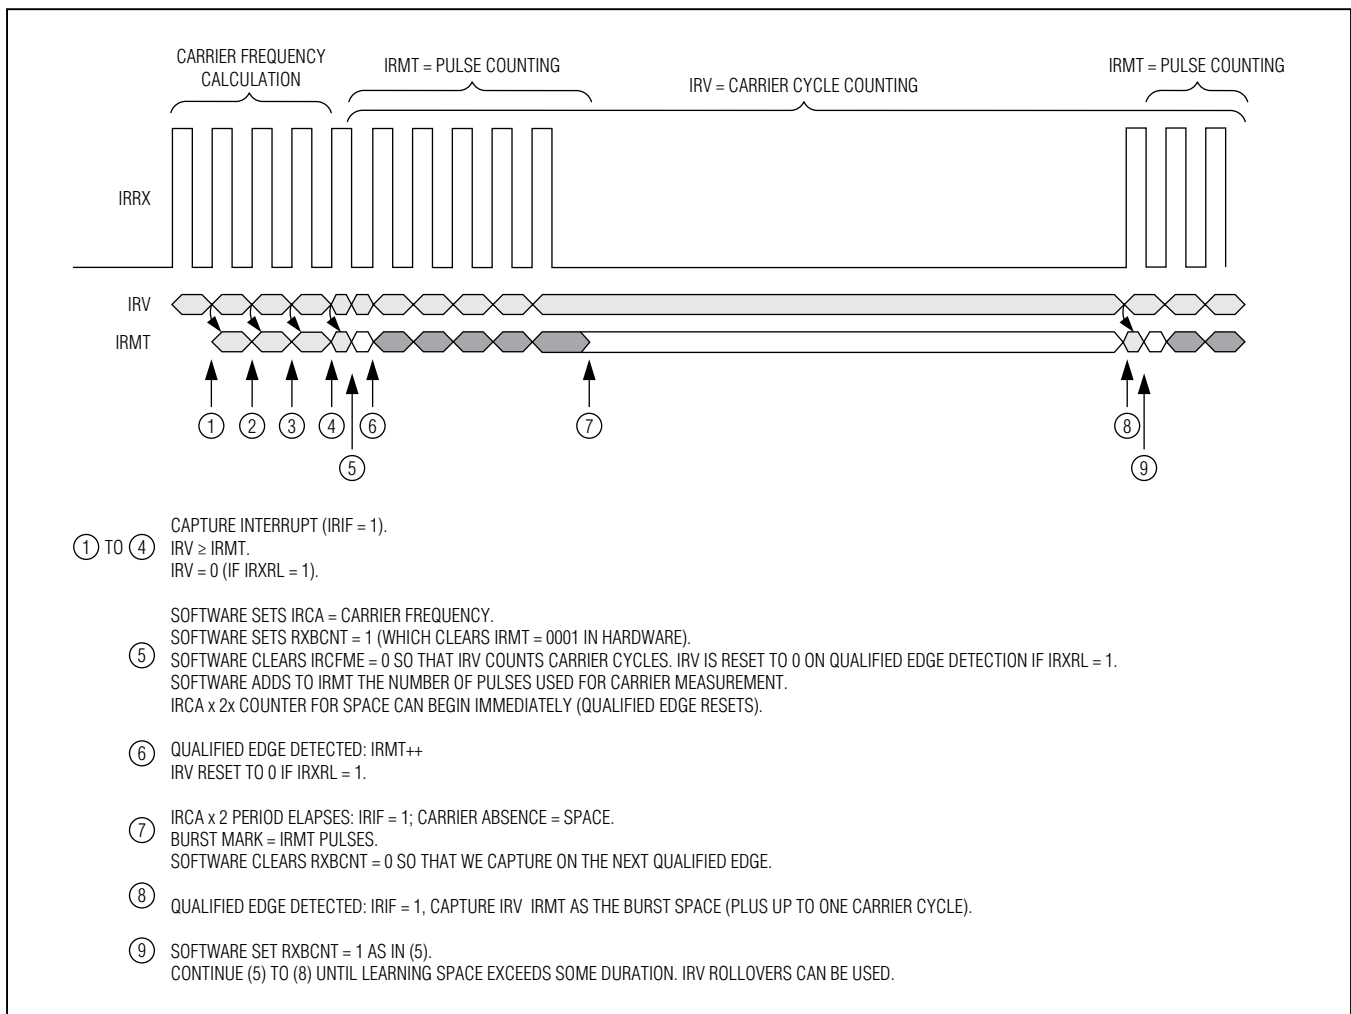 CARRIER FREQUENCY
CALCULATION
IRMT = PULSE COUNTING
IRV = CARRIER CYCLE COUNTING
IRMT = PULSE COUNTING
IRRX
IRV
IRMT
1 2 3 4 6 7 8
5 9
1 TO 4
CAPTURE INTERRUPT (IRIF = 1).
IRV ≥ IRMT.
IRV = 0 (IF IRXRL = 1).
5
SOFTWARE SETS IRCA = CARRIER FREQUENCY.
SOFTWARE SETS RXBCNT = 1 (WHICH CLEARS IRMT = 0001 IN HARDWARE).
SOFTWARE CLEARS IRCFME = 0 SO THAT IRV COUNTS CARRIER CYCLES. IRV IS RESET TO 0 ON QUALIFIED EDGE DETECTION IF IRXRL = 1.
SOFTWARE ADDS TO IRMT THE NUMBER OF PULSES USED FOR CARRIER MEASUREMENT.
IRCA x 2x COUNTER FOR SPACE CAN BEGIN IMMEDIATELY (QUALIFIED EDGE RESETS).
6
QUALIFIED EDGE DETECTED: IRMT++
IRV RESET TO 0 IF IRXRL = 1.
7
IRCA x 2 PERIOD ELAPSES: IRIF = 1; CARRIER ABSENCE = SPACE.
BURST MARK = IRMT PULSES.
SOFTWARE CLEARS RXBCNT = 0 SO THAT WE CAPTURE ON THE NEXT QUALIFIED EDGE.
8
QUALIFIED EDGE DETECTED: IRIF = 1, CAPTURE IRV IRMT AS THE BURST SPACE (PLUS UP TO ONE CARRIER CYCLE).
9
SOFTWARE SET RXBCNT = 1 AS IN (5).
CONTINUE (5) TO (8) UNTIL LEARNING SPACE EXCEEDS SOME DURATION. IRV ROLLOVERS CAN BE USED.